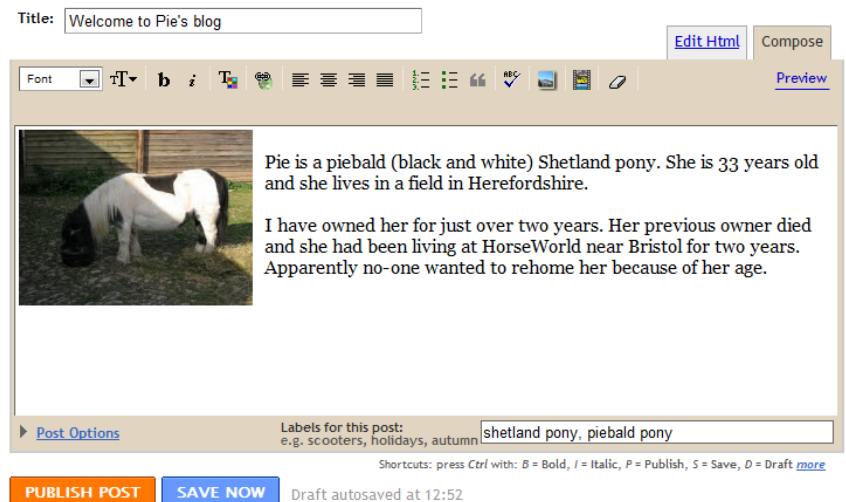 Title: Welcome to Pie's blog
Edit Html Compose
Font T b i T ABC Preview
Pie is a piebald (black and white) Shetland pony. She is 33 years old
and she lives in a field in Herefordshire.
I have owned her for just over two years. Her previous owner died
and she had been living at HorseWorld near Bristol for two years.
Apparently no-one wanted to rehome her because of her age.
Post Options
Labels for this post:
e.g. scooters, holidays, autumn shetland pony, piebald pony
Shortcuts: press Ctrl with: B = Bold, I = Italic, P = Publish, S = Save, D = Draft more
PUBLISH POST SAVE NOW Draft autosaved at 12:52